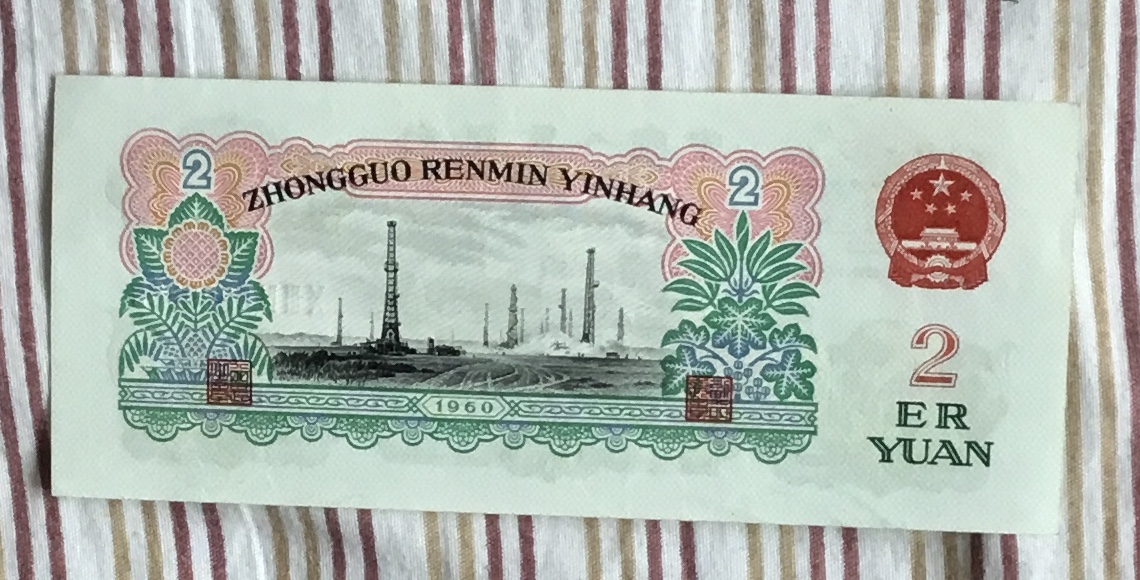 2
2
ZHONGGUO RENMIN YINHANG
1960
2
ER
YUAN